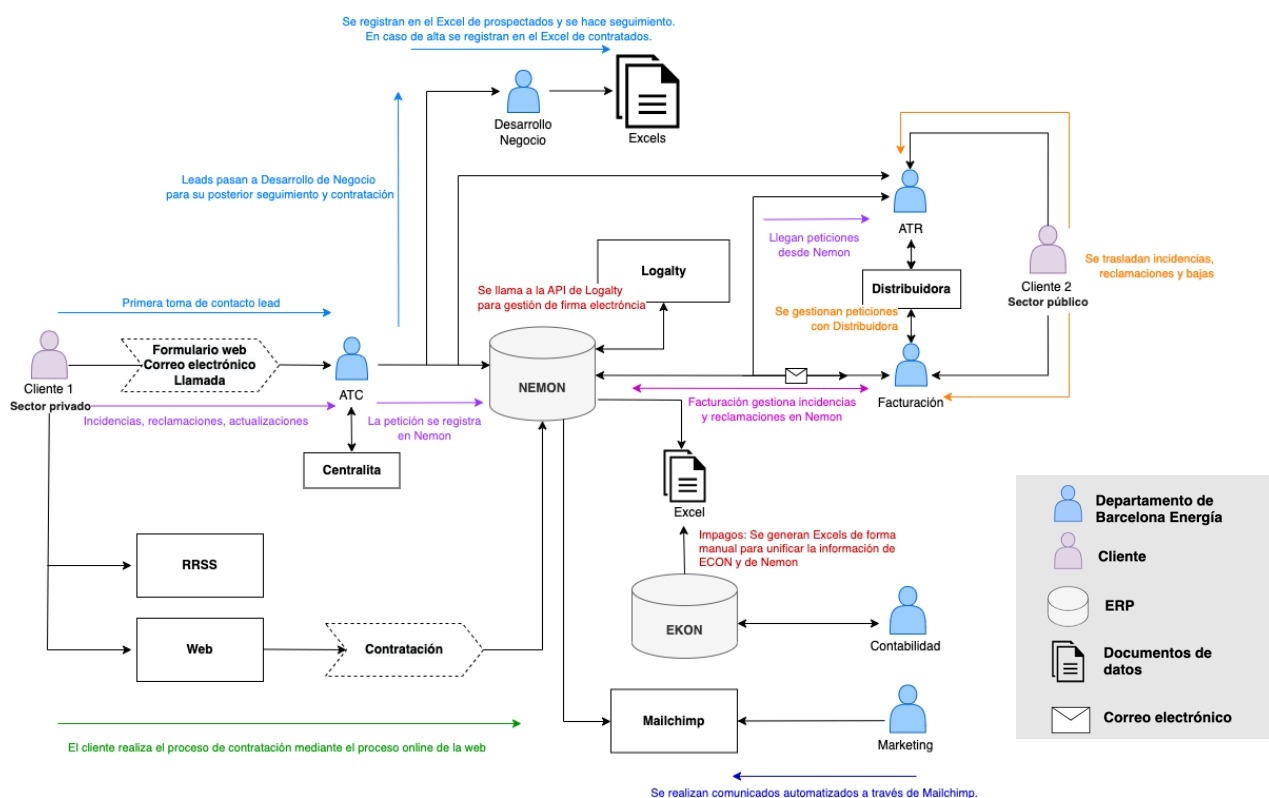 Se registran en el Excel de prospectados y se hace seguimiento.
En caso de alta se registran en el Excel de contratados.
Desarrollo
Negocio
Excels
Leads pasan a Desarrollo de Negocio
para su posterior seguimiento y contratación
ATR
Llegan peticiones
desde Nemon
Logalty
Se llama a la API de Logalty
para gestión de firma electróncia
Distribuidora
Cliente 2
Sector público
Se trasladan incidencias,
reclamaciones y bajas
Se gestionan peticiones
con Distribuidora
Primera toma de contacto lead
Formulario web
Correo electrónico
Llamada
Cliente 1
Sector privado
ATC
NEMON
Facturación
Incidencias, reclamaciones, actualizaciones
La petición se registra
en Nemon
Facturación gestiona incidencias
y reclamaciones en Nemon
Centralita
Excel
Impagos: Se generan Excels de forma
manual para unificar la información de
ECON y de Nemon
RRSS
EKON
Contabilidad
Web
Contratación
Mailchimp
Marketing
El cliente realiza el proceso de contratación mediante el proceso online de la web
Se realizan comunicados automatizados a través de Mailchimp.
Departamento de
Barcelona Energía
Cliente
ERP
Documentos de
datos
Correo electrónico